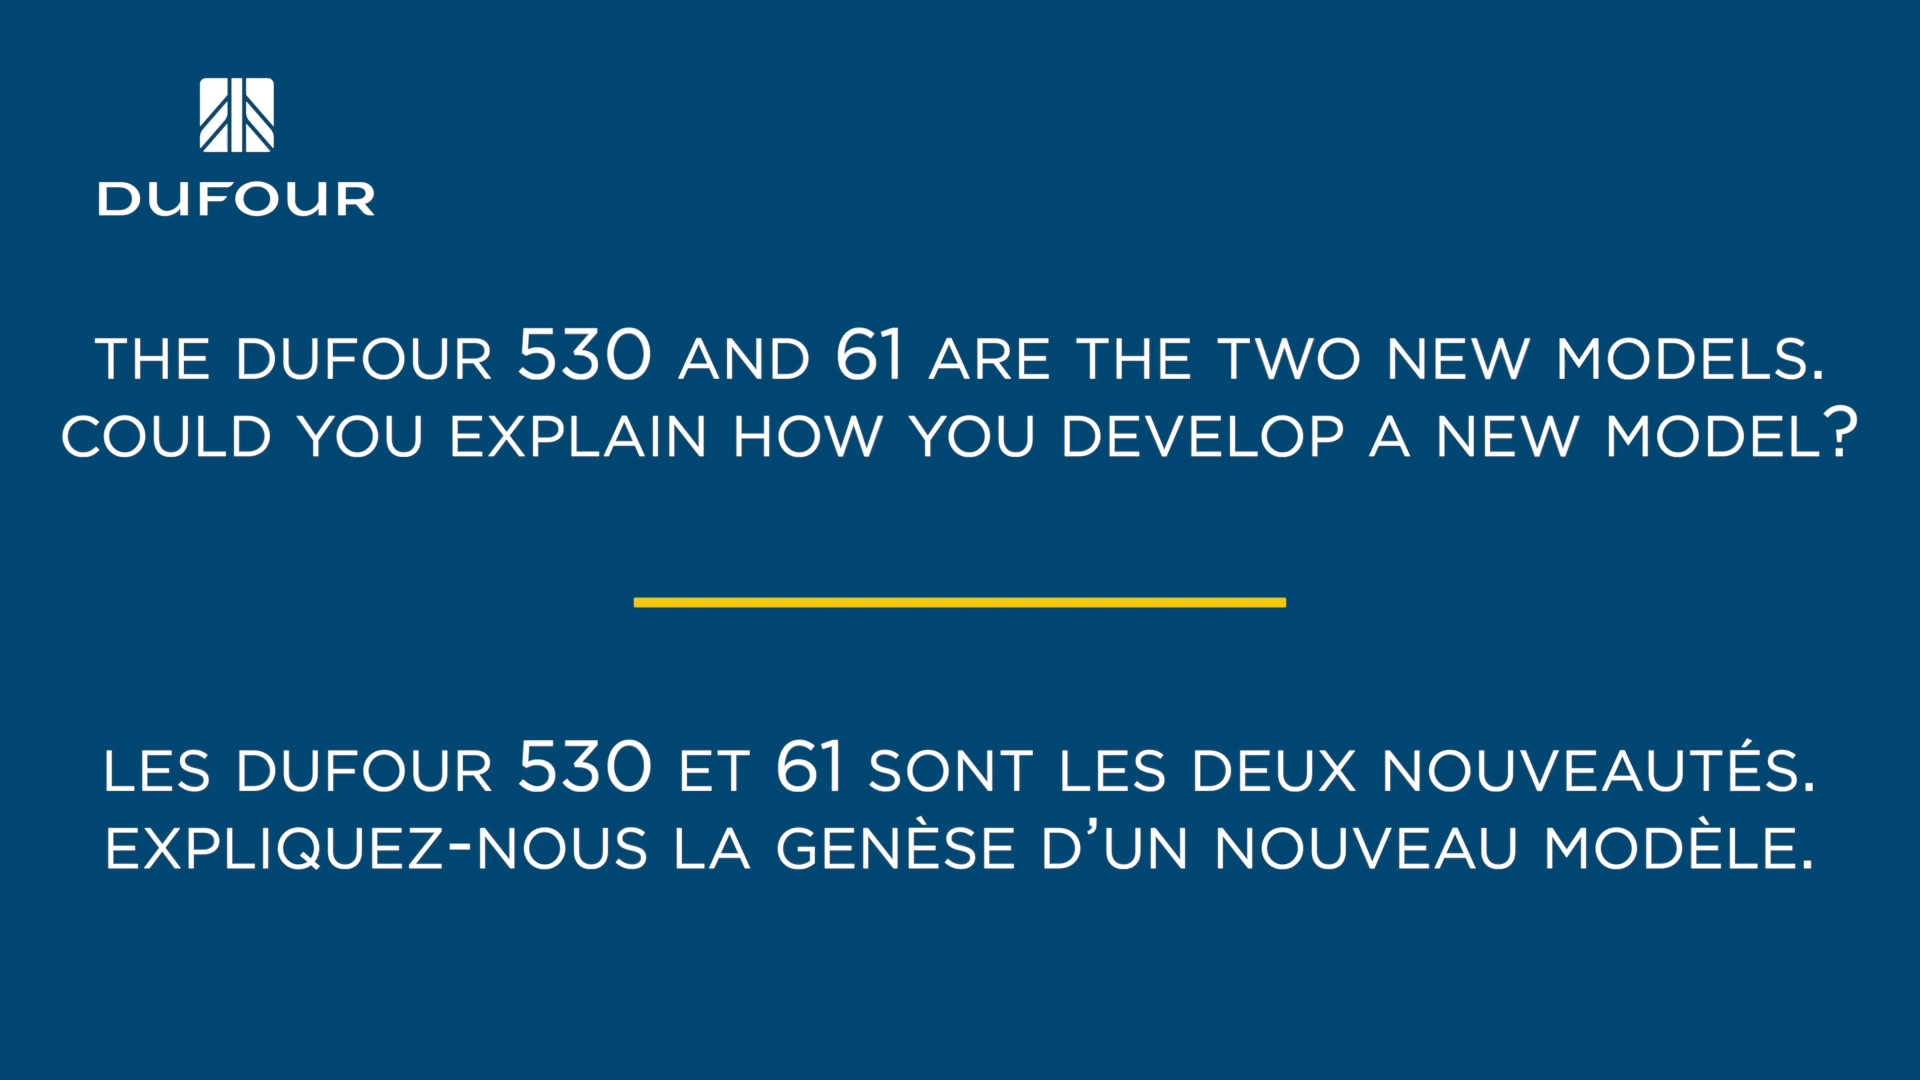 DUFOUR
THE DUFOUR 530 AND 61 ARE THE TWO NEW MODELS.
COULD YOU EXPLAIN HOW YOU DEVELOP A NEW MODEL?
LES DUFOUR 530 ET 61 SONT LES DEUX NOUVEAUTÉS.
EXPLIQUEZ-NOUS LA GENÈSE D’UN NOUVEAU MODÈLE.